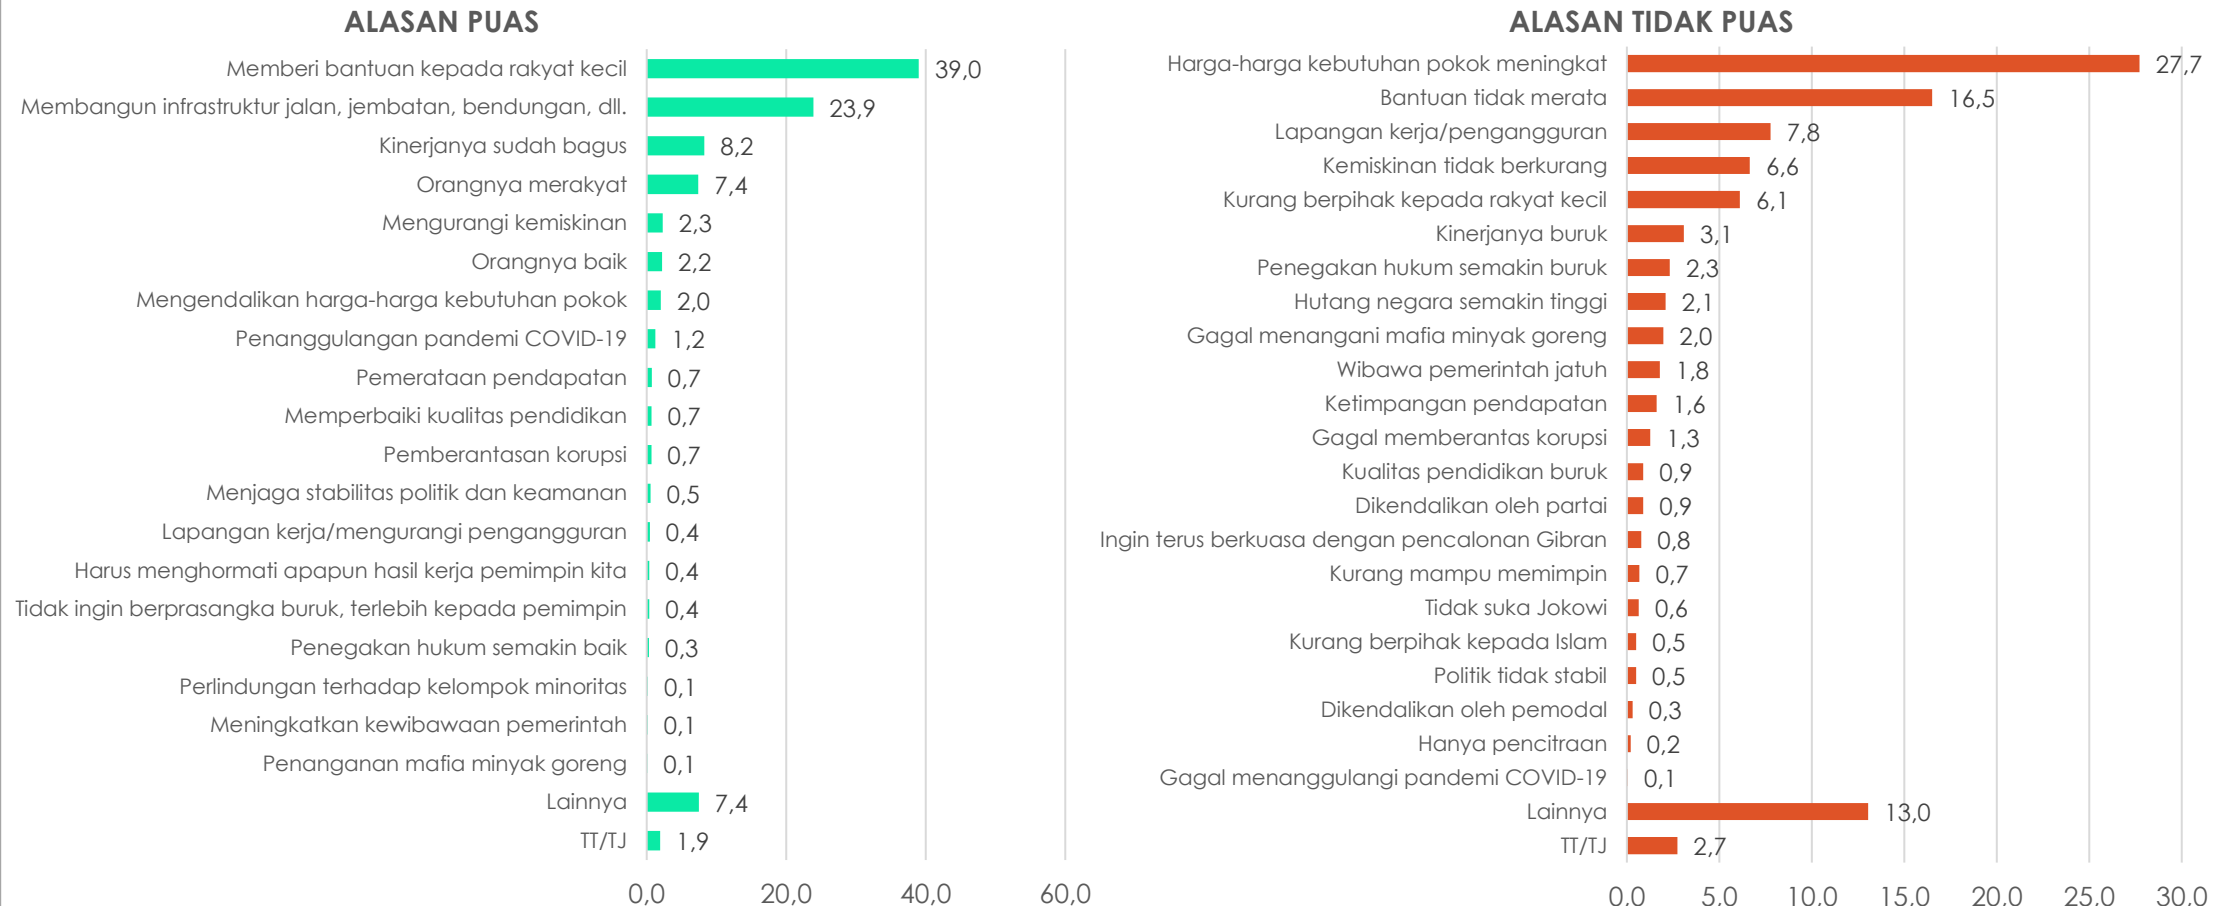 ALASAN PUAS
Memberi bantuan kepada rakyat kecil 39,0
Membangun infrastruktur jalan, jembatan, bendungan, dll. 23,9
Kinerjanya sudah bagus 8,2
Orangnya merakyat 7,4
Mengurangi kemiskinan 2,3
Orangnya baik 2,2
Mengendalikan harga-harga kebutuhan pokok 2,0
Penanggulangan pandemi COVID-19 1,2
Pemerataan pendapatan 0,7
Memperbaiki kualitas pendidikan 0,7
Pemberantasan korupsi 0,7
Menjaga stabilitas politik dan keamanan 0,5
Lapangan kerja/mengurangi pengangguran 0,4
Harus menghormati apapun hasil kerja pemimpin kita 0,4
Tidak ingin berprasangka buruk, terlebih kepada pemimpin 0,4
Penegakan hukum semakin baik 0,3
Perlindungan terhadap kelompok minoritas 0,1
Meningkatkan kewibawaan pemerintah 0,1
Penanganan mafia minyak goreng 0,1
Lainnya 7,4
TT/TJ 1,9
0,0 20,0 40,0 60,0
ALASAN TIDAK PUAS
Harga-harga kebutuhan pokok meningkat 27,7
Bantuan tidak merata 16,5
Lapangan kerja/pengangguran 7,8
Kemiskinan tidak berkurang 6,6
Kurang berpihak kepada rakyat kecil 6,1
Kinerjanya buruk 3,1
Penegakan hukum semakin buruk 2,3
Hutang negara semakin tinggi 2,1
Gagal menangani mafia minyak goreng 2,0
Wibawa pemerintah jatuh 1,8
Ketimpangan pendapatan 1,6
Gagal memberantas korupsi 1,3
Kualitas pendidikan buruk 0,9
Dikendalikan oleh partai 0,9
Ingin terus berkuasa dengan pencalonan Gibran 0,8
Kurang mampu memimpin 0,7
Tidak suka Jokowi 0,6
Kurang berpihak kepada Islam 0,5
Politik tidak stabil 0,5
Dikendalikan oleh pemodal 0,3
Hanya pencitraan 0,2
Gagal menanggulangi pandemi COVID-19 0,1
Lainnya 13,0
TT/TJ 2,7
0,0 5,0 10,0 15,0 20,0 25,0 30,0